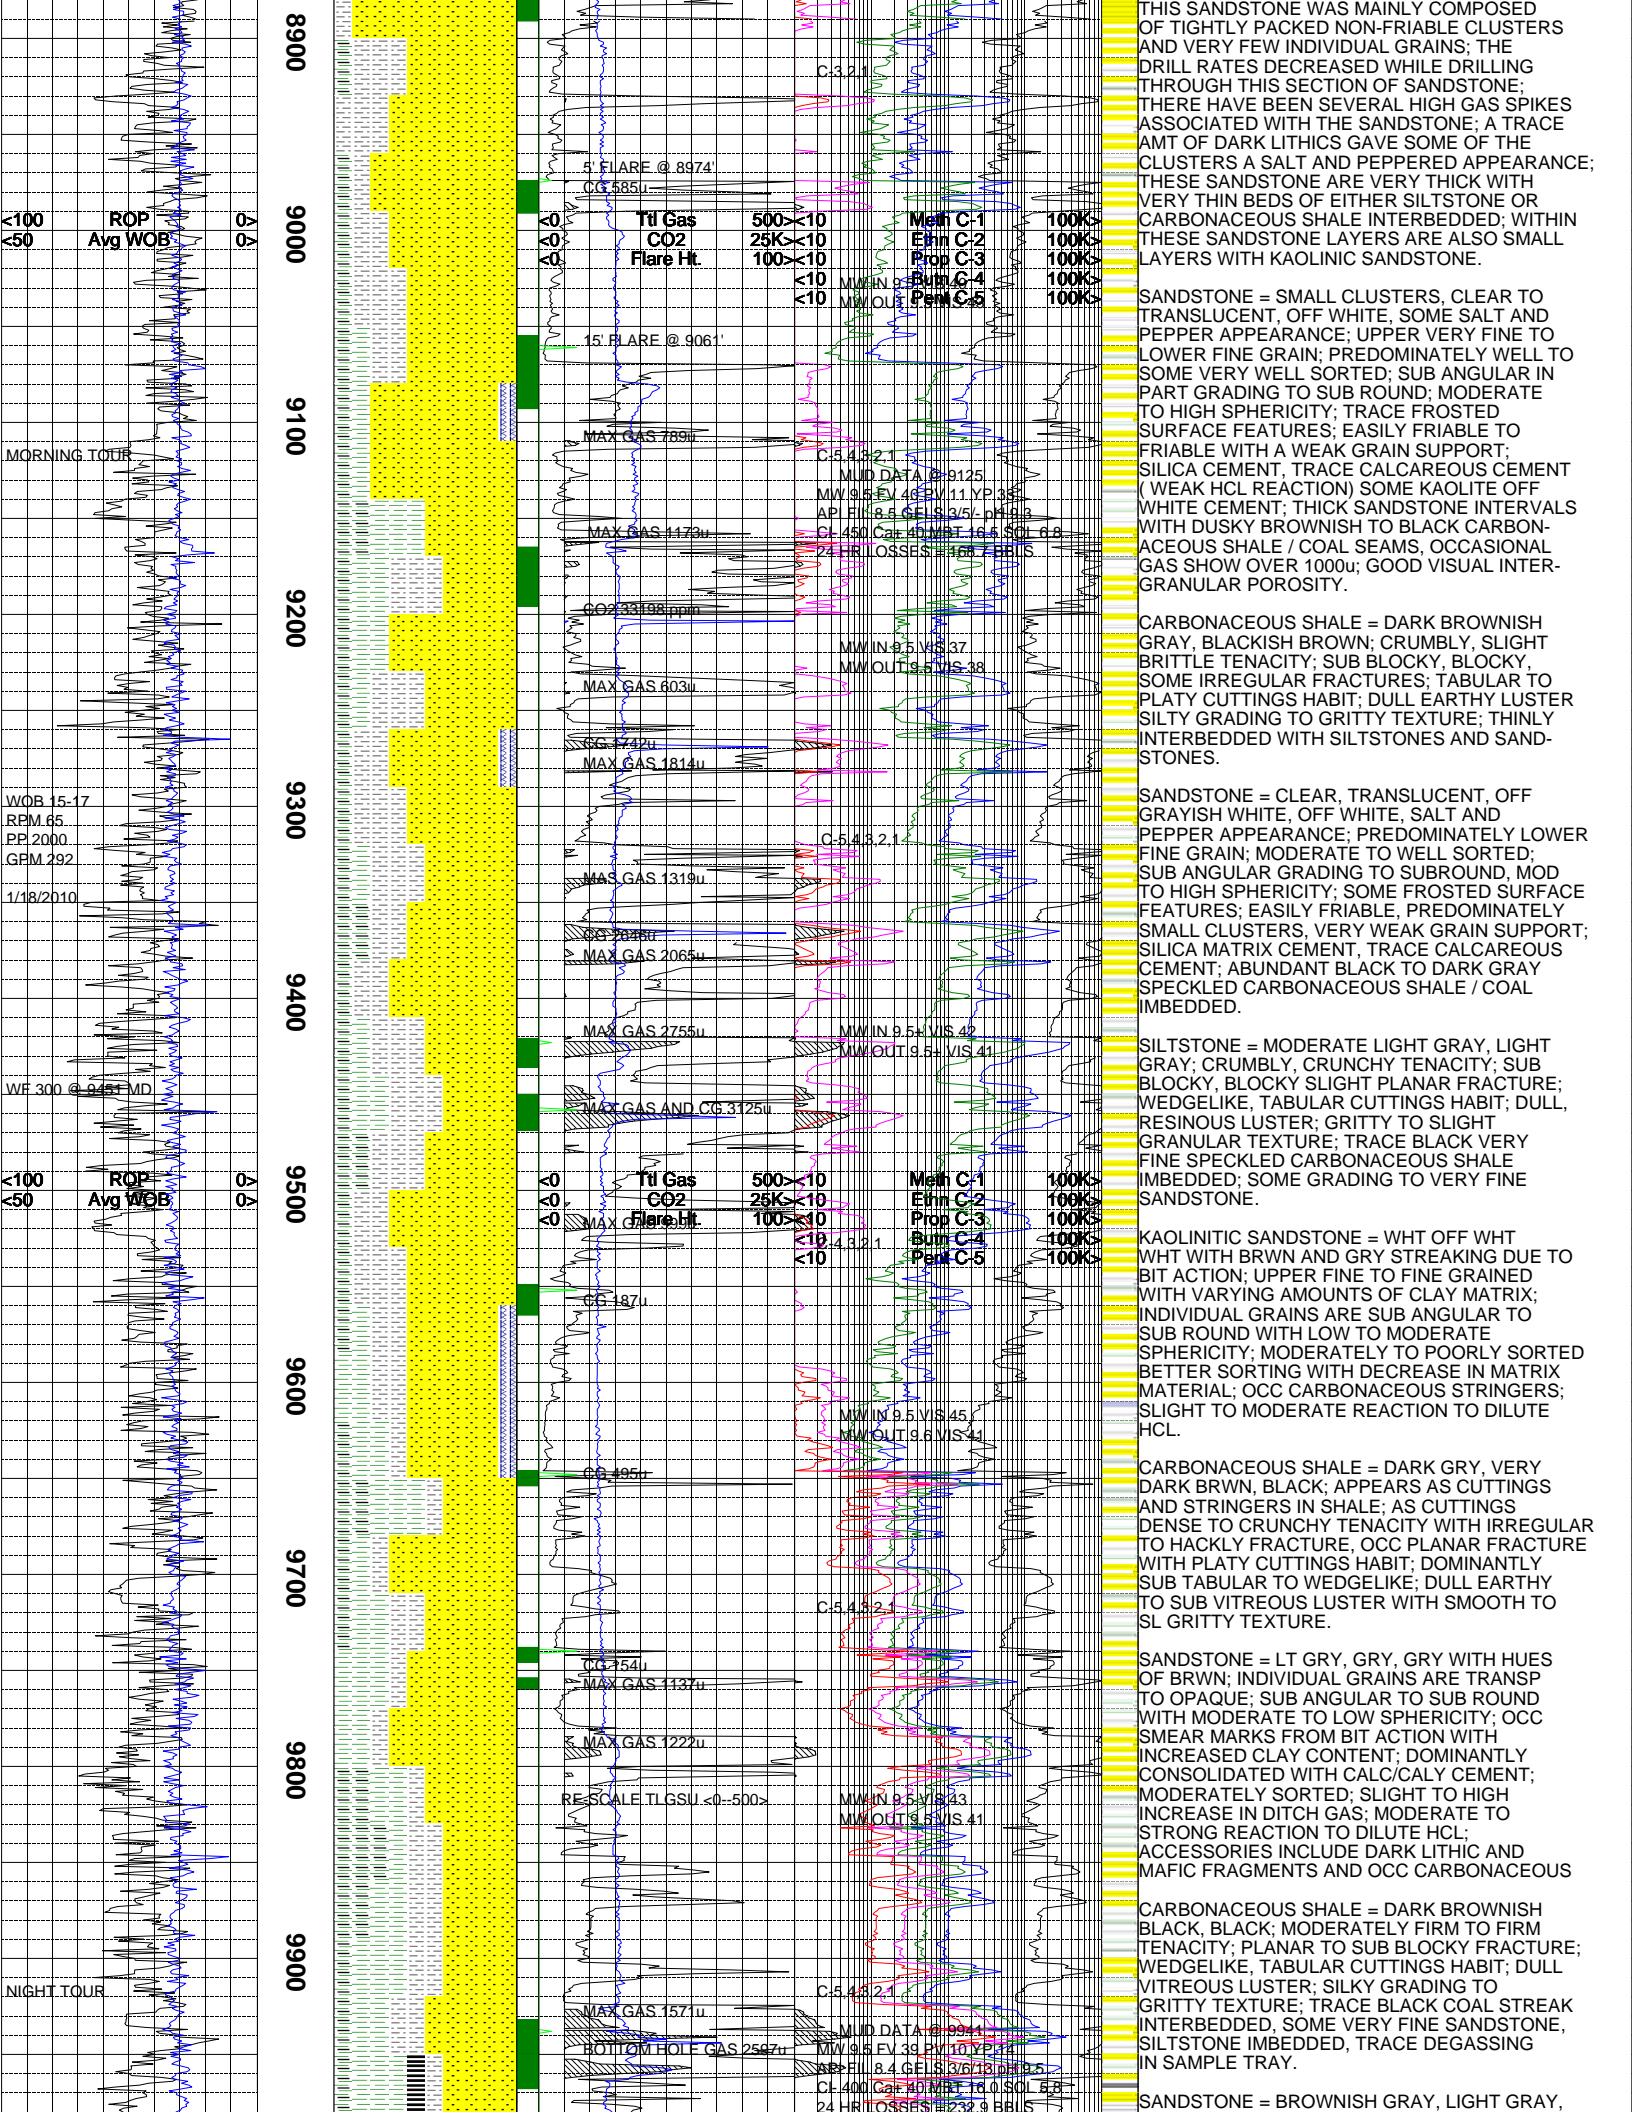 THIS SANDSTONE WAS MAINLY COMPOSED
OF TIGHTLY PACKED NON-FRIABLE CLUSTERS
AND VERY FEW INDIVIDUAL GRAINS; THE
DRILL RATES DECREASED WHILE DRILLING
THROUGH THIS SECTION OF SANDSTONE;
THERE HAVE BEEN SEVERAL HIGH GAS SPIKES
ASSOCIATED WITH THE SANDSTONE; A TRACE
AMT OF DARK LITHICS GAVE SOME OF THE
CLUSTERS A SALT AND PEPPERED APPEARANCE;
THESE SANDSTONE ARE VERY THICK WITH
VERY THIN BEDS OF EITHER SILTSTONE OR
CARBONACEOUS SHALE INTERBEDDED; WITHIN
THESE SANDSTONE LAYERS ARE ALSO SMALL
LAYERS WITH KAOLINIC SANDSTONE.
SANDSTONE = SMALL CLUSTERS, CLEAR TO
TRANSLUCENT, OFF WHITE, SOME SALT AND
PEPPER APPEARANCE; UPPER VERY FINE TO
LOWER FINE GRAIN; PREDOMINATELY WELL TO
SOME VERY WELL SORTED; SUB ANGULAR IN
PART GRADING TO SUB ROUND; MODERATE
TO HIGH SPHERICITY; TRACE FROSTED
SURFACE FEATURES; EASILY FRIABLE TO
FRIABLE WITH A WEAK GRAIN SUPPORT;
SILICA CEMENT, TRACE CALCAREOUS CEMENT
( WEAK HCL REACTION) SOME KAOLITE OFF
WHITE CEMENT; THICK SANDSTONE INTERVALS
WITH DUSKY BROWNISH TO BLACK CARBON-
ACEOUS SHALE / COAL SEAMS, OCCASIONAL
GAS SHOW OVER 1000u; GOOD VISUAL INTER-
GRANULAR POROSITY.
CARBONACEOUS SHALE = DARK BROWNISH
GRAY, BLACKISH BROWN; CRUMBLY, SLIGHT
BRITTLE TENACITY; SUB BLOCKY, BLOCKY,
SOME IRREGULAR FRACTURES; TABULAR TO
PLATY CUTTINGS HABIT; DULL EARTHY LUSTER
SILTY GRADING TO GRITTY TEXTURE; THINLY
INTERBEDDED WITH SILTSTONES AND SAND-
STONES.
SANDSTONE = CLEAR, TRANSLUCENT, OFF
GRAYISH WHITE, OFF WHITE, SALT AND
PEPPER APPEARANCE; PREDOMINATELY LOWER
FINE GRAIN; MODERATE TO WELL SORTED;
SUB ANGULAR GRADING TO SUBROUND, MOD
TO HIGH SPHERICITY; SOME FROSTED SURFACE
FEATURES; EASILY FRIABLE, PREDOMINATELY
SMALL CLUSTERS, VERY WEAK GRAIN SUPPORT;
SILICA MATRIX CEMENT, TRACE CALCAREOUS
CEMENT; ABUNDANT BLACK TO DARK GRAY
SPECKLED CARBONACEOUS SHALE / COAL
IMBEDDED.
SILTSTONE = MODERATE LIGHT GRAY, LIGHT
GRAY; CRUMBLY, CRUNCHY TENACITY; SUB
BLOCKY, BLOCKY SLIGHT PLANAR FRACTURE;
WEDGELIKE, TABULAR CUTTINGS HABIT; DULL,
RESINOUS LUSTER; GRITTY TO SLIGHT
GRANULAR TEXTURE; TRACE BLACK VERY
FINE SPECKLED CARBONACEOUS SHALE
IMBEDDED; SOME GRADING TO VERY FINE
SANDSTONE.
KAOLINITIC SANDSTONE = WHT OFF WHT
WHT WITH BRWN AND GRY STREAKING DUE TO
BIT ACTION; UPPER FINE TO FINE GRAINED
WITH VARYING AMOUNTS OF CLAY MATRIX;
INDIVIDUAL GRAINS ARE SUB ANGULAR TO
SUB ROUND WITH LOW TO MODERATE
SPHERICITY; MODERATELY TO POORLY SORTED
BETTER SORTING WITH DECREASE IN MATRIX
MATERIAL; OCC CARBONACEOUS STRINGERS;
SLIGHT TO MODERATE REACTION TO DILUTE
HCL.
CARBONACEOUS SHALE = DARK GRY, VERY
DARK BRWN, BLACK; APPEARS AS CUTTINGS
AND STRINGERS IN SHALE; AS CUTTINGS
DENSE TO CRUNCHY TENACITY WITH IRREGULAR
TO HACKLY FRACTURE, OCC PLANAR FRACTURE
WITH PLATY CUTTINGS HABIT; DOMINANTLY
SUB TABULAR TO WEDGELIKE; DULL EARTHY
TO SUB VITREOUS LUSTER WITH SMOOTH TO
SL GRITTY TEXTURE.
SANDSTONE = LT GRY, GRY, GRY WITH HUES
OF BRWN; INDIVIDUAL GRAINS ARE TRANSP
TO OPAQUE; SUB ANGULAR TO SUB ROUND
WITH MODERATE TO LOW SPHERICITY; OCC
SMEAR MARKS FROM BIT ACTION WITH
INCREASED CLAY CONTENT; DOMINANTLY
CONSOLIDATED WITH CALC/CALY CEMENT;
MODERATELY SORTED; SLIGHT TO HIGH
INCREASE IN DITCH GAS; MODERATE TO
STRONG REACTION TO DILUTE HCL;
ACCESSORIES INCLUDE DARK LITHIC AND
MAFIC FRAGMENTS AND OCC CARBONACEOUS
CARBONACEOUS SHALE = DARK BROWNISH
BLACK, BLACK; MODERATELY FIRM TO FIRM
TENACITY; PLANAR TO SUB BLOCKY FRACTURE;
WEDGELIKE, TABULAR CUTTINGS HABIT; DULL
VITREOUS LUSTER; SILKY GRADING TO
GRITTY TEXTURE; TRACE BLACK COAL STREAK
INTERBEDDED, SOME VERY FINE SANDSTONE,
SILTSTONE IMBEDDED, TRACE DEGASSING
IN SAMPLE TRAY.
SANDSTONE = BROWNISH GRAY, LIGHT GRAY,
8900
9000
9100
9200
9300
9400
9500
9600
9700
9800
9900
<100 ROP 0>
<50 Avg WOB 0>
MORNING TOUR
WOB 15-17
RPM 65
PP 2000
GPM 292
1/18/2010
WF 300 @ 9451 MD
<100 ROP 0>
<50 Avg WOB 0>
NIGHT TOUR
5' FLARE @ 8974'
CG 585u
<0 Ttl Gas 500>
<0 CO2 25K>
<0 Flare Ht. 100>
15' FLARE @ 9061'
MAX GAS 789u
MAX GAS 1173u
CO2 33198 ppm
MAX GAS 603u
CG 1742u
MAX GAS 1814u
MAS GAS 1319u
CG 2646u
MAX GAS 2065u
MAX GAS 2755u
MAX GAS AND CG 3125u
<0 Ttl Gas 500>
<0 CO2 25K>
<0 Flare Ht. 100>
MAX GAS
CG 187u
CG 495u
CG 154u
MAX GAS 1137u
MAX GAS 1222u
RE-SCALE TLGSU <0--500>
MAX GAS 1571u
BOTTOM HOLE GAS 2597u
C-3,2,1
<10 Meth C-1 100K>
<10 Ethn C-2 100K>
<10 Prop C-3 100K>
<10 Butn C-4 100K>
<10 Pent C-5 100K>
MW IN
MW OUT
C-5,4,3,2,1
MUD DATA @ 9125'
MW 9.5 FV 40 PV 11 YP
API FIL 8.5 GELS 3/5/- pH 9.3
Cl- 450 Ca+ 40 MBT 16.5 SOL 6.8
24 HR LOSSES = 168.7 BBLS
MW IN 9.5 VIS 37
MW OUT 9.5 VIS 38
C-5,4,3,2,1
MW IN 9.5+ VIS 42
MW OUT 9.5+ VIS 41
<10 Meth C-1 100K>
<10 Ethn C-2 100K>
<10 Prop C-3 100K>
<10 Butn C-4 100K>
<10 Pent C-5 100K>
C-4,3,2,1
MW IN 9.5 VIS 45
MW OUT 9.6 VIS 41
C-5,4,3,2,1
MW IN 9.5 VIS 43
MW OUT 9.5 VIS 41
C-5,4,3,2,1
MUD DATA @ 9941'
MW 9.5 FV 39 PV 10 YP 14
API FIL 8.4 GELS 3/6/13 pH 9.5
Cl- 400 Ca+ 40 MBT 16.0 SOL 5.8
24 HR LOSSES = 232.9 BBLS